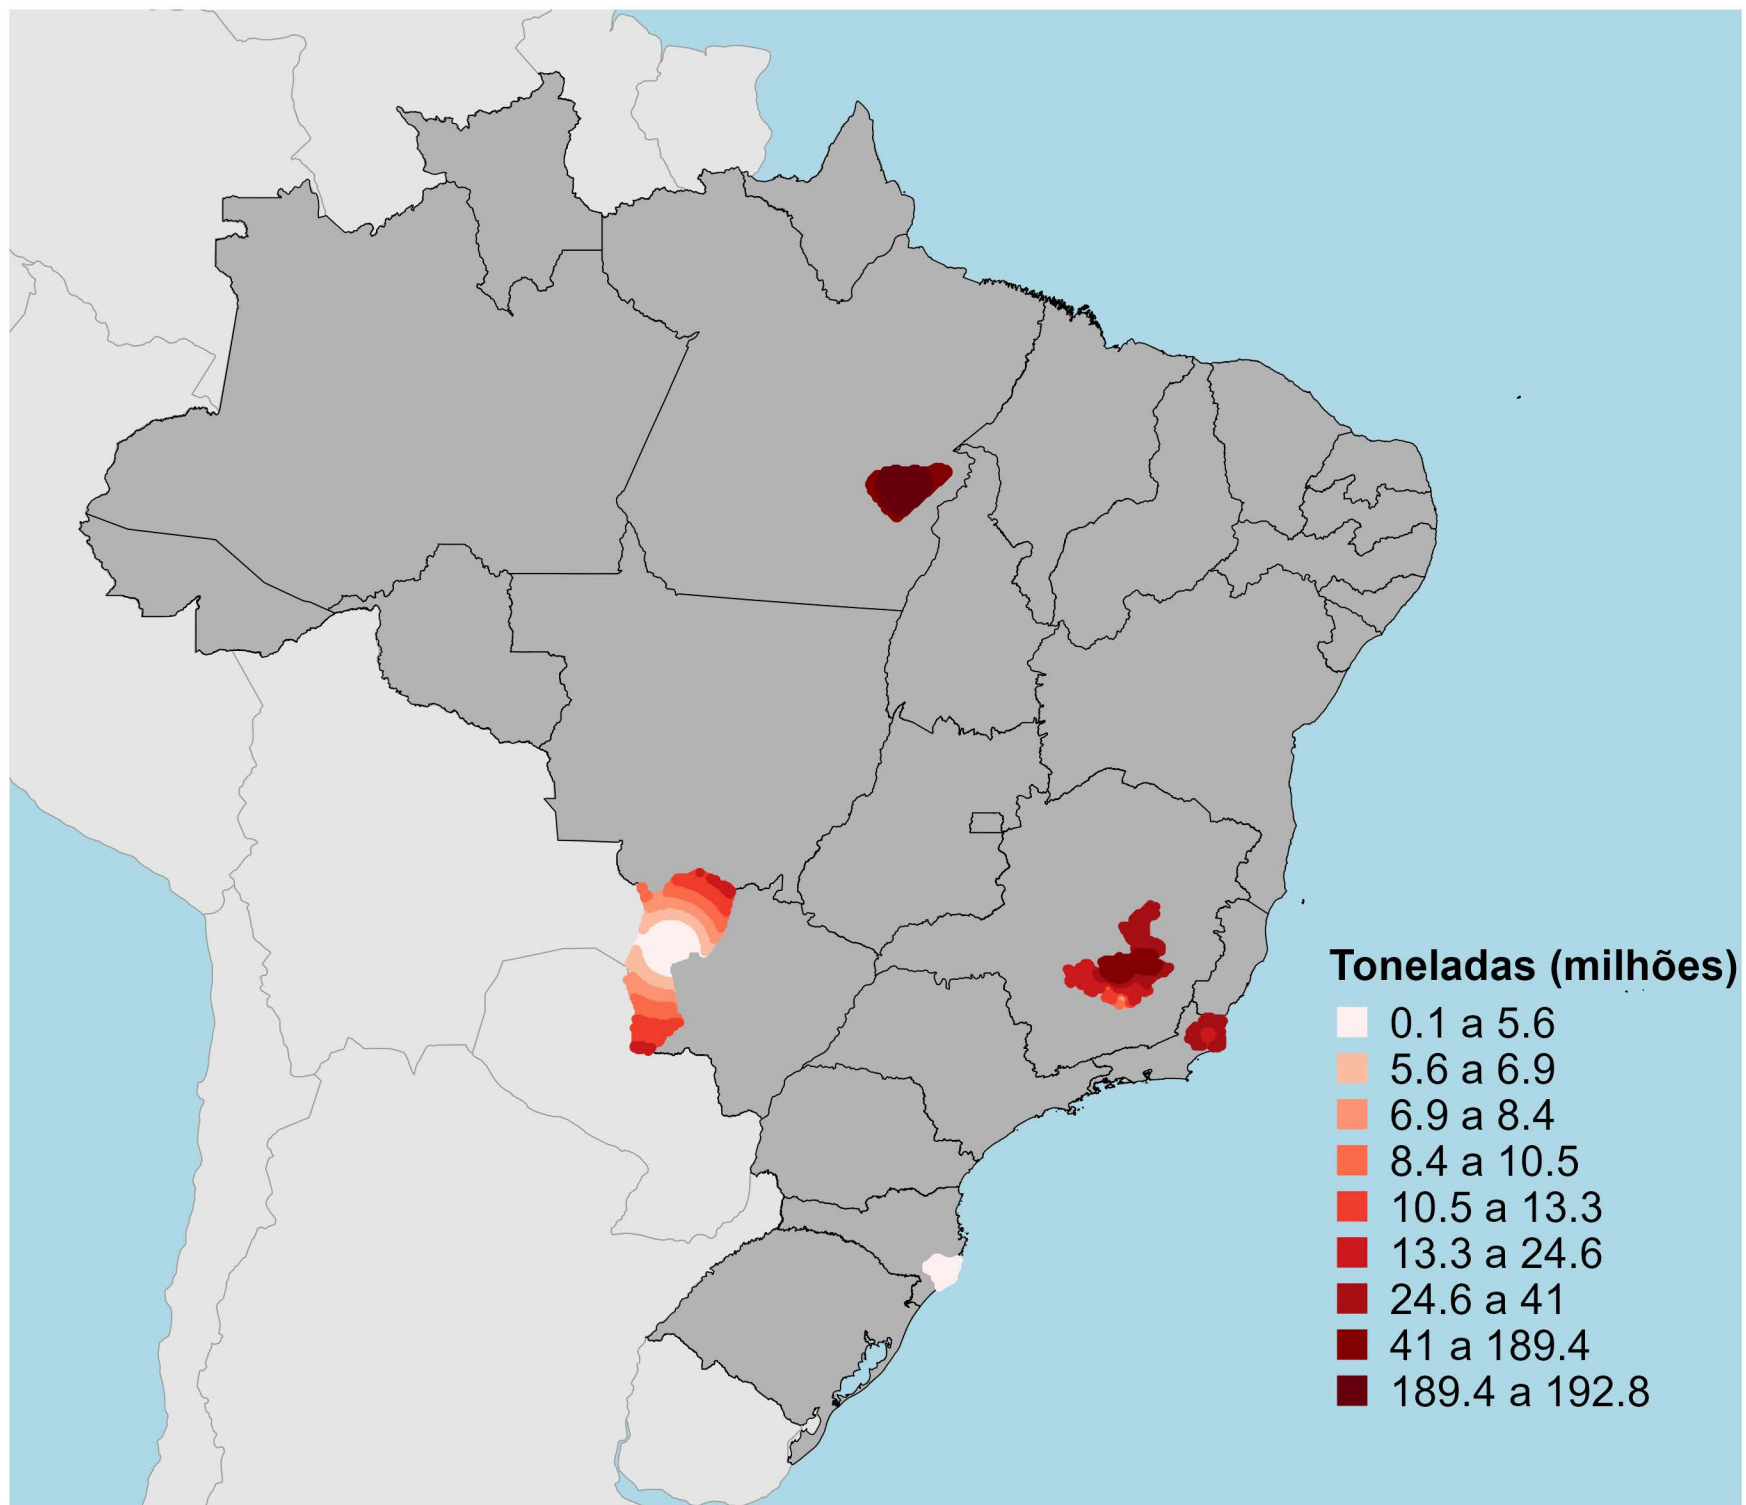 Toneladas (milhões)
0.1 a 5.6
5.6 a 6.9
6.9 a 8.4
8.4 a 10.5
10.5 a 13.3
13.3 a 24.6
24.6 a 41
41 a 189.4
189.4 a 192.8